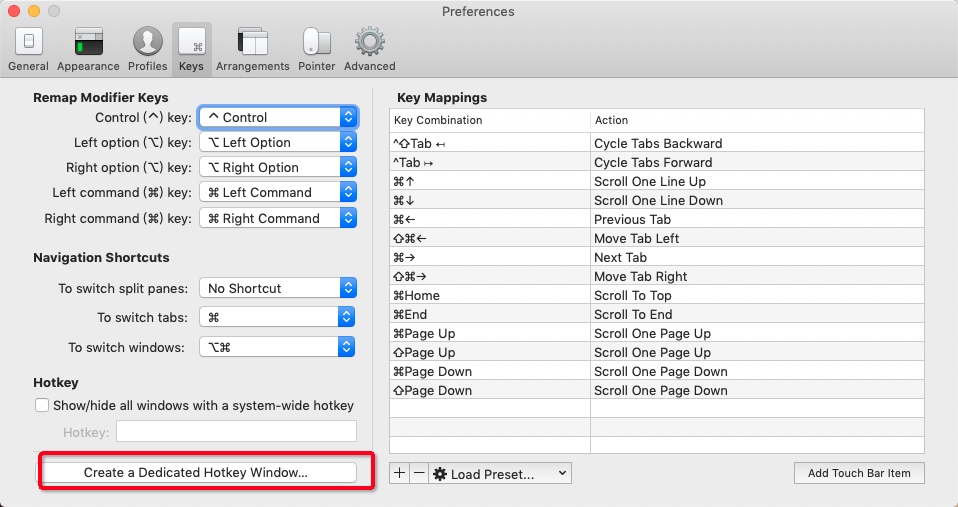 Preferences
General Appearance Profiles Keys Arrangements Pointer Advanced
Remap Modifier Keys
Control (^) key: ^ Control
Left option (⌥) key: ⌥ Left Option
Right option (⌥) key: ⌥ Right Option
Left command (⌘) key: ⌘ Left Command
Right command (⌘) key: ⌘ Right Command
Navigation Shortcuts
To switch split panes: No Shortcut
To switch tabs: ⌘
To switch windows: ⌥⌘
Hotkey
Show/hide all windows with a system-wide hotkey
Hotkey:
Create a Dedicated Hotkey Window...
Key Mappings
Key Combination Action
^⇧Tab ↤ Cycle Tabs Backward
^Tab ↦ Cycle Tabs Forward
⌘↑ Scroll One Line Up
⌘↓ Scroll One Line Down
⌘← Previous Tab
⇧⌘← Move Tab Left
⌘→ Next Tab
⇧⌘→ Move Tab Right
⌘Home Scroll To Top
⌘End Scroll To End
⌘Page Up Scroll One Page Up
⇧Page Up Scroll One Page Up
⌘Page Down Scroll One Page Down
⇧Page Down Scroll One Page Down
+ − Load Preset... Add Touch Bar Item